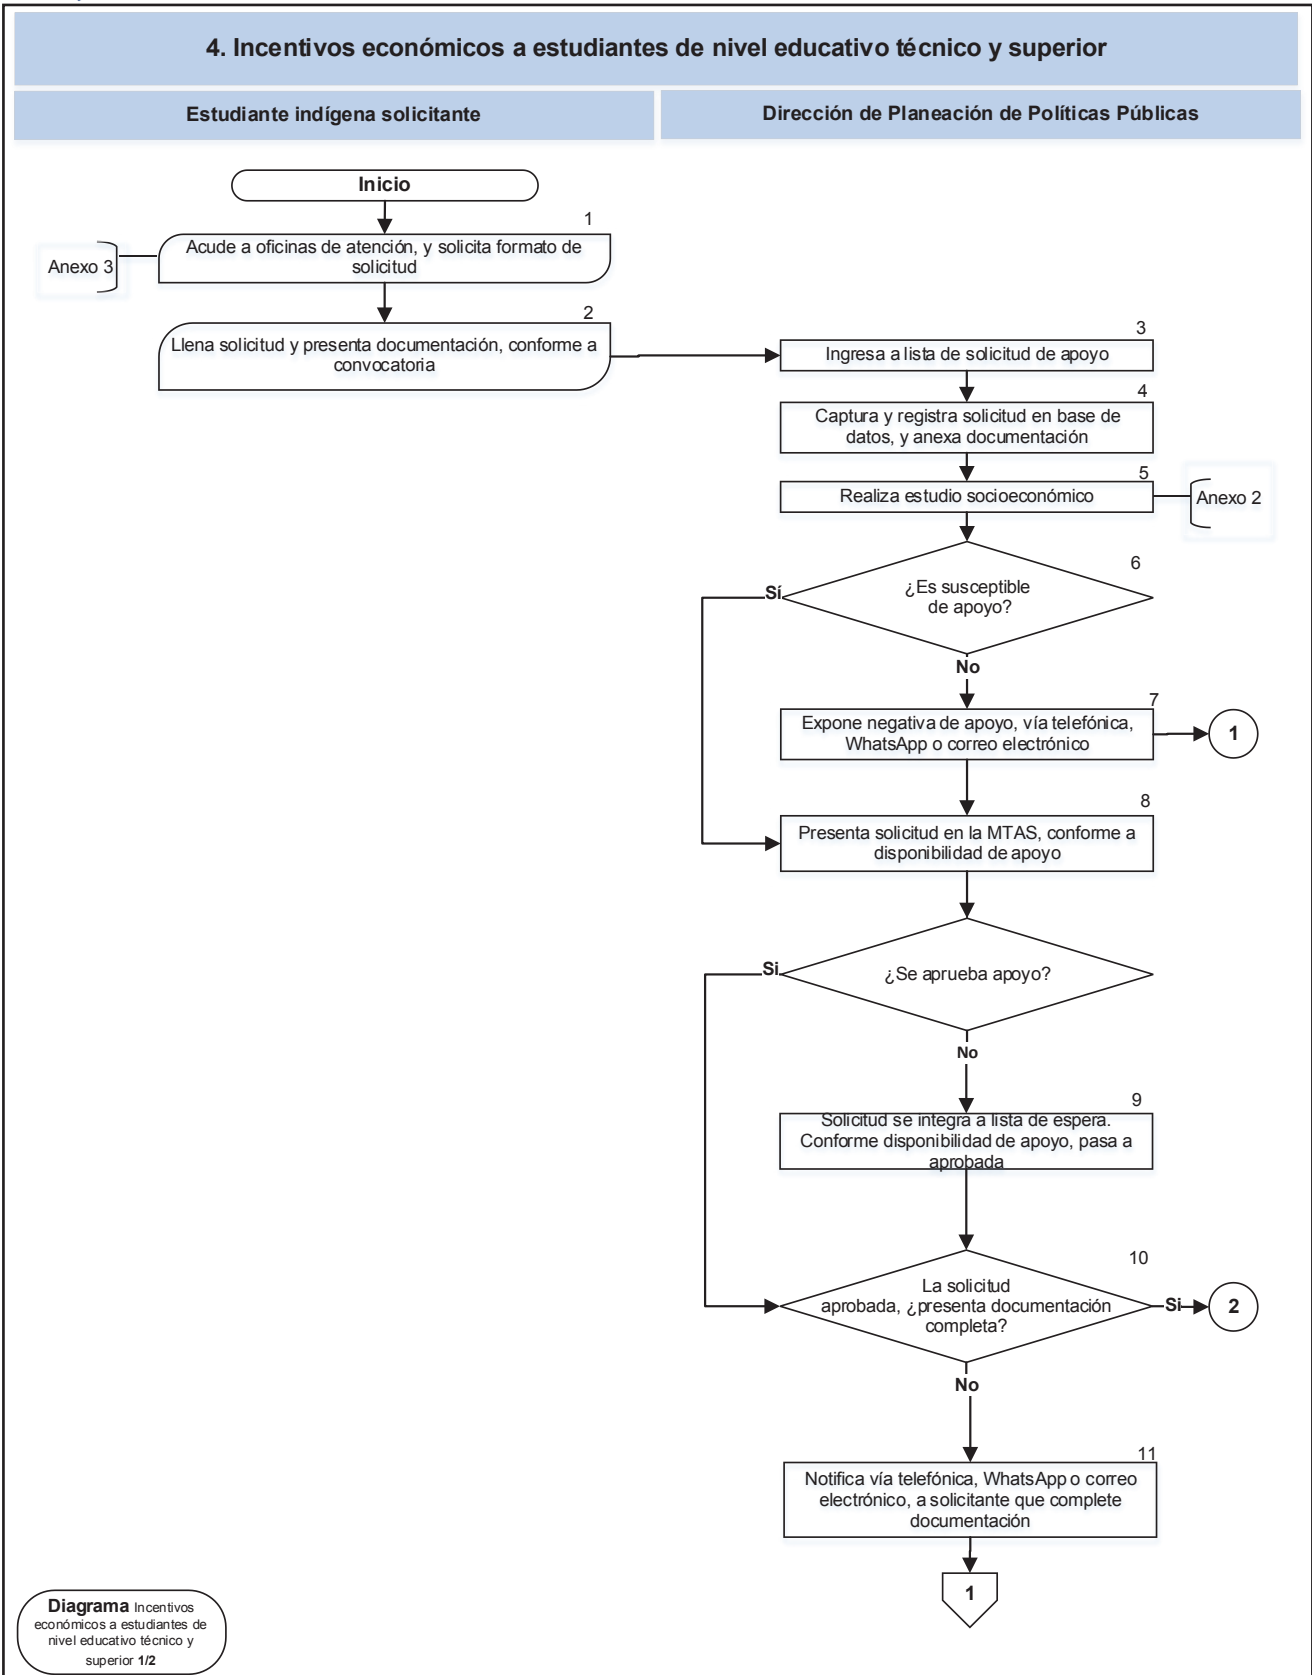 4. Incentivos económicos a estudiantes de nivel educativo técnico y superior
Estudiante indígena solicitante
Dirección de Planeación de Políticas Públicas
Inicio
1
Acude a oficinas de atención, y solicita formato de
solicitud
Anexo 3
2
Llena solicitud y presenta documentación, conforme a
convocatoria
3
Ingresa a lista de solicitud de apoyo
4
Captura y registra solicitud en base de
datos, y anexa documentación
5
Realiza estudio socioeconómico
Anexo 2
6
¿Es susceptible
de apoyo?
Sí
No
7
Expone negativa de apoyo, vía telefónica,
WhatsApp o correo electrónico
1
8
Presenta solicitud en la MTAS, conforme a
disponibilidad de apoyo
¿Se aprueba apoyo?
Si
No
9
Solicitud se integra a lista de espera.
Conforme disponibilidad de apoyo, pasa a
aprobada
10
La solicitud
aprobada, ¿presenta documentación
completa?
Si
2
No
11
Notifica vía telefónica, WhatsApp o correo
electrónico, a solicitante que complete
documentación
1
Diagrama Incentivos
económicos a estudiantes de
nivel educativo técnico y
superior 1/2